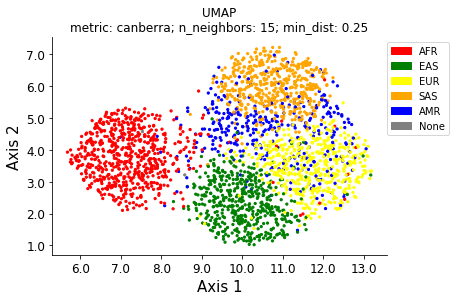 UMAP
metric: canberra; n_neighbors: 15; min_dist: 0.25
AFR
EAS
EUR
SAS
AMR
None
Axis 2
7.0
6.0
5.0
4.0
3.0
2.0
1.0
6.0 7.0 8.0 9.0 10.0 11.0 12.0 13.0
Axis 1